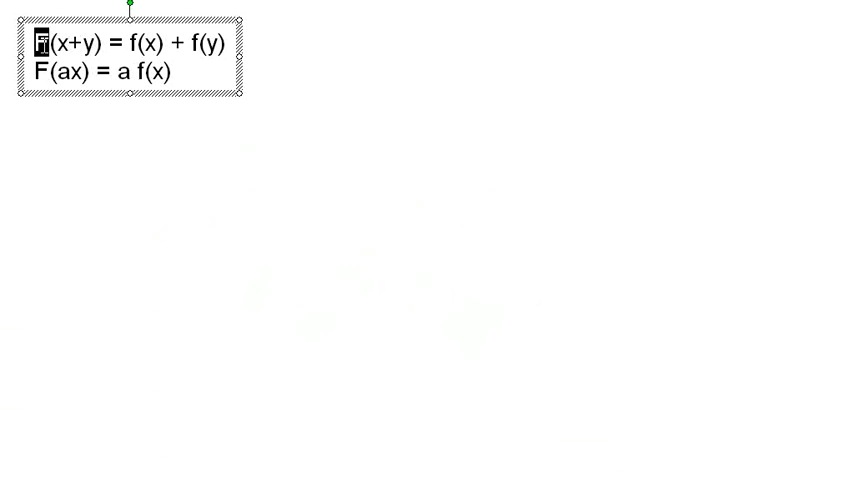 F(x+y) = f(x) + f(y)
F(ax) = a f(x)